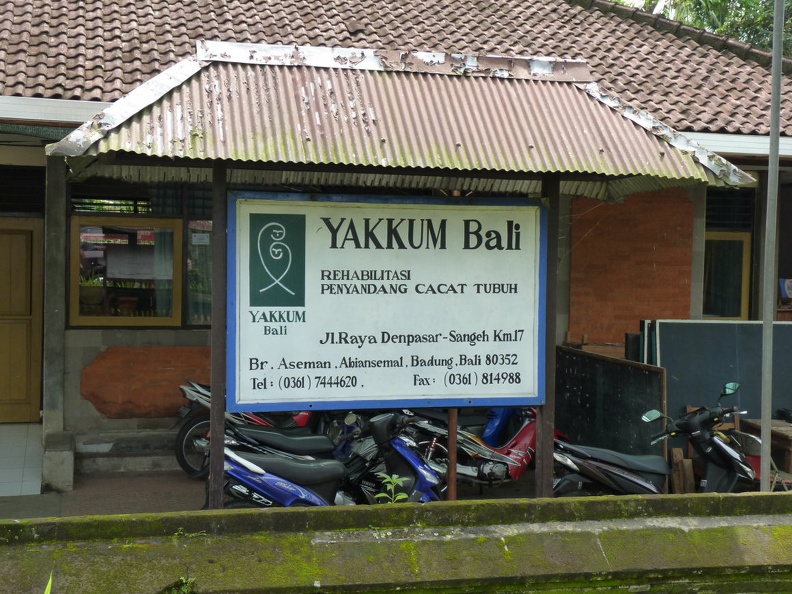 YAKKUM Bali
REHABILITASI
PENYANDANG CACAT TUBUH
YAKKUM
Bali
Jl.Raya Denpasar-Sangeh Km.17
Br. Aseman, Abiansemal, Badung, Bali 80352
Tel : (0361) 7444620 . Fax : (0361) 814988